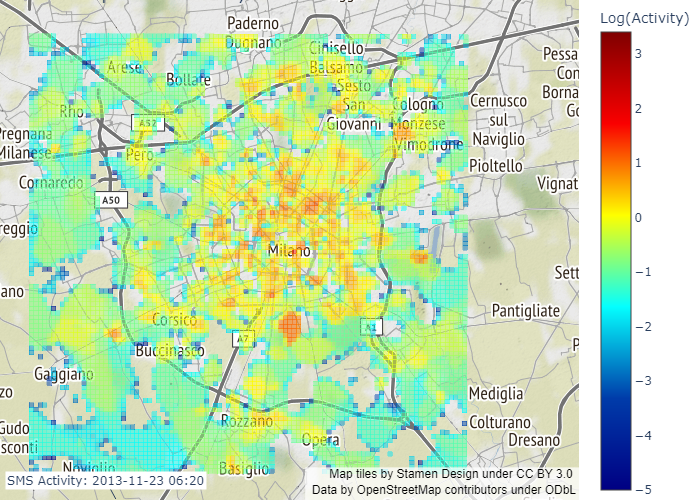 Log(Activity)
Paderno
Dugnano
Cinisello
Balsamo
Arese
Bollate
Sesto
San
Giovanni
Cologno
Monzese
Cernusco
sul
Naviglio
Vimodrone
Rho
A52
Pregnana
Milanese
Pero
Pioltello
Cornaredo
A50
Vignat
reggio
Milano
Sett
ano
Pantigliate
Corsico
A7
A1
Buccinasco
Gaggiano
Mediglia
Rozzano
Colturano
Dresano
Opera
Gudo
sconti
Noviglio
Basiglio
Pessa
Con
Borna
Go
zzo
P
3
2
1
0
−1
−2
−3
−4
−5
SMS Activity: 2013-11-23 06:20
Map tiles by Stamen Design under CC BY 3.0
Data by OpenStreetMap contributors under ODbL